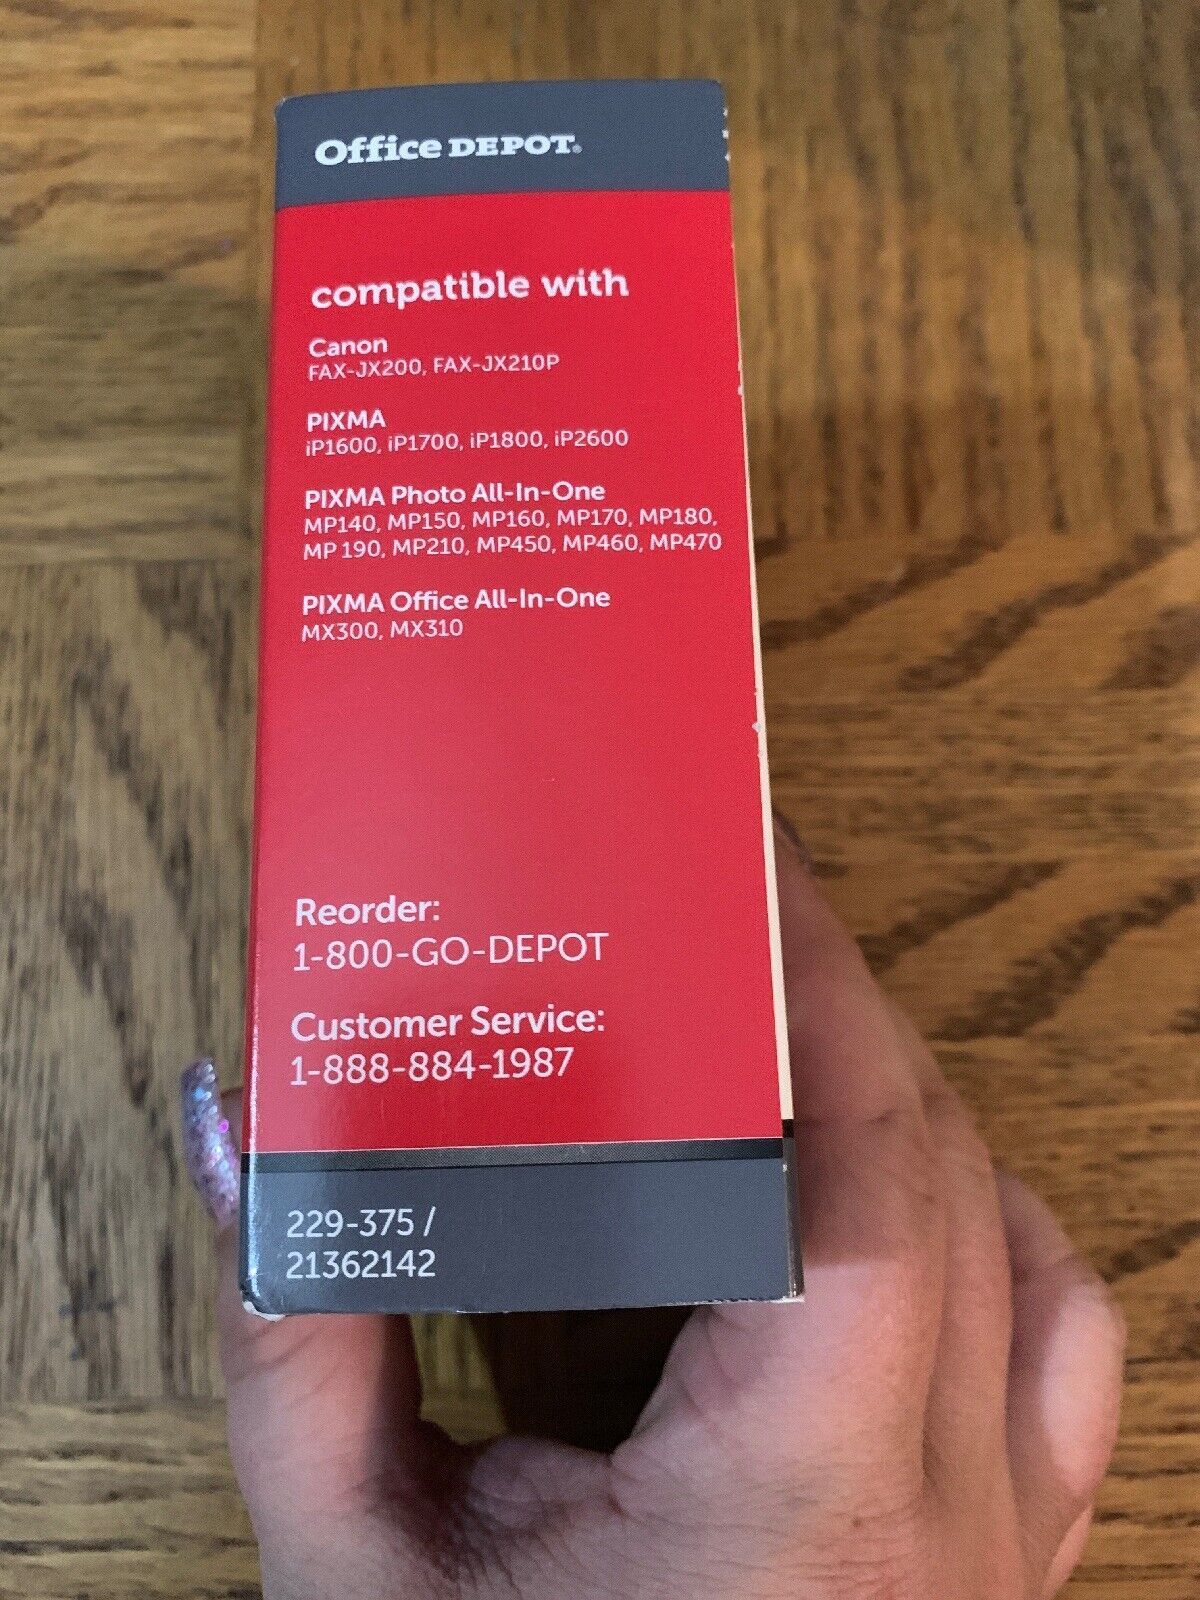 Office DEPOT®
compatible with
Canon
FAX-JX200, FAX-JX210P
PIXMA
iP1600, iP1700, iP1800, iP2600
PIXMA Photo All-In-One
MP140, MP150, MP160, MP170, MP180,
MP 190, MP210, MP450, MP460, MP470
PIXMA Office All-In-One
MX300, MX310
Reorder:
1-800-GO-DEPOT
Customer Service:
1-888-884-1987
229-375 /
21362142